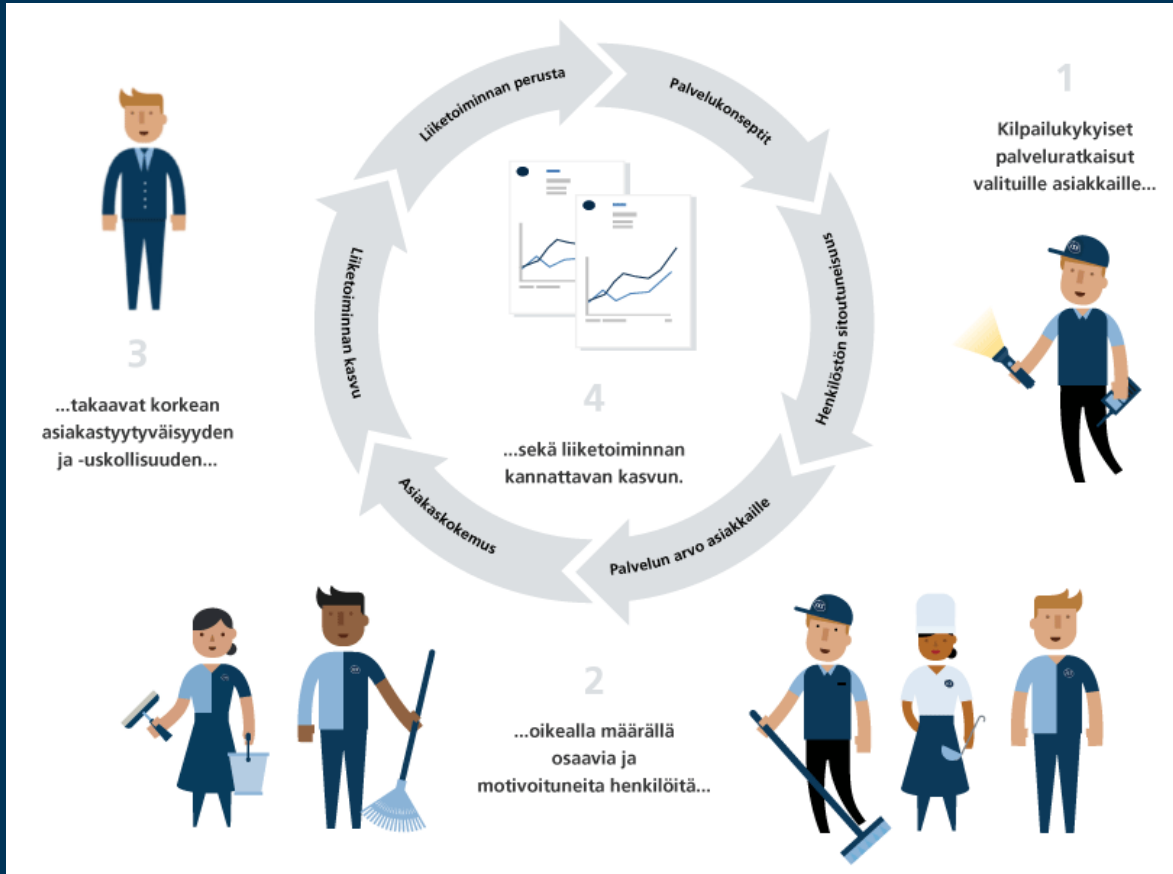 Liiketoiminnan perusta
Palvelukonseptit
Henkilöstön sitoutuneisuus
Palvelun arvo asiakkaille
Asiakaskokemus
Liiketoiminnan kasvu
1
Kilpailukykyiset
palveluratkaisut
valituille asiakkaille...
2
...oikealla määrällä
osaavia ja
motivoituneita henkilöitä...
3
...takaavat korkean
asiakastyytyväisyyden
ja -uskollisuuden...
4
...sekä liiketoiminnan
kannattavan kasvun.